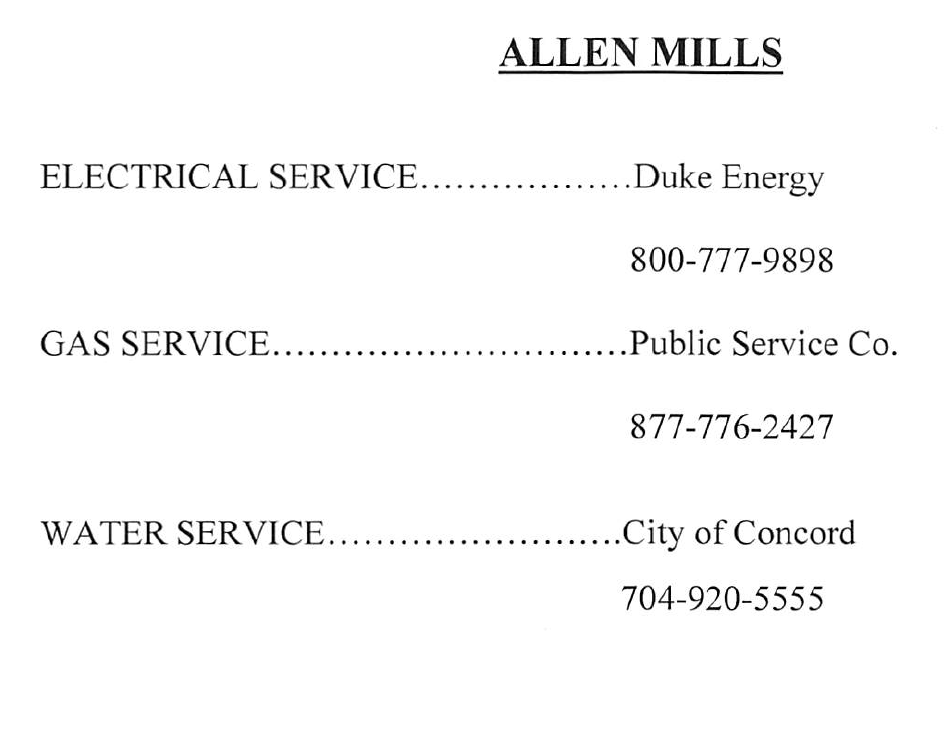 ALLEN MILLS
ELECTRICAL SERVICE..................Duke Energy
800-777-9898
GAS SERVICE..............................Public Service Co.
877-776-2427
WATER SERVICE.........................City of Concord
704-920-5555